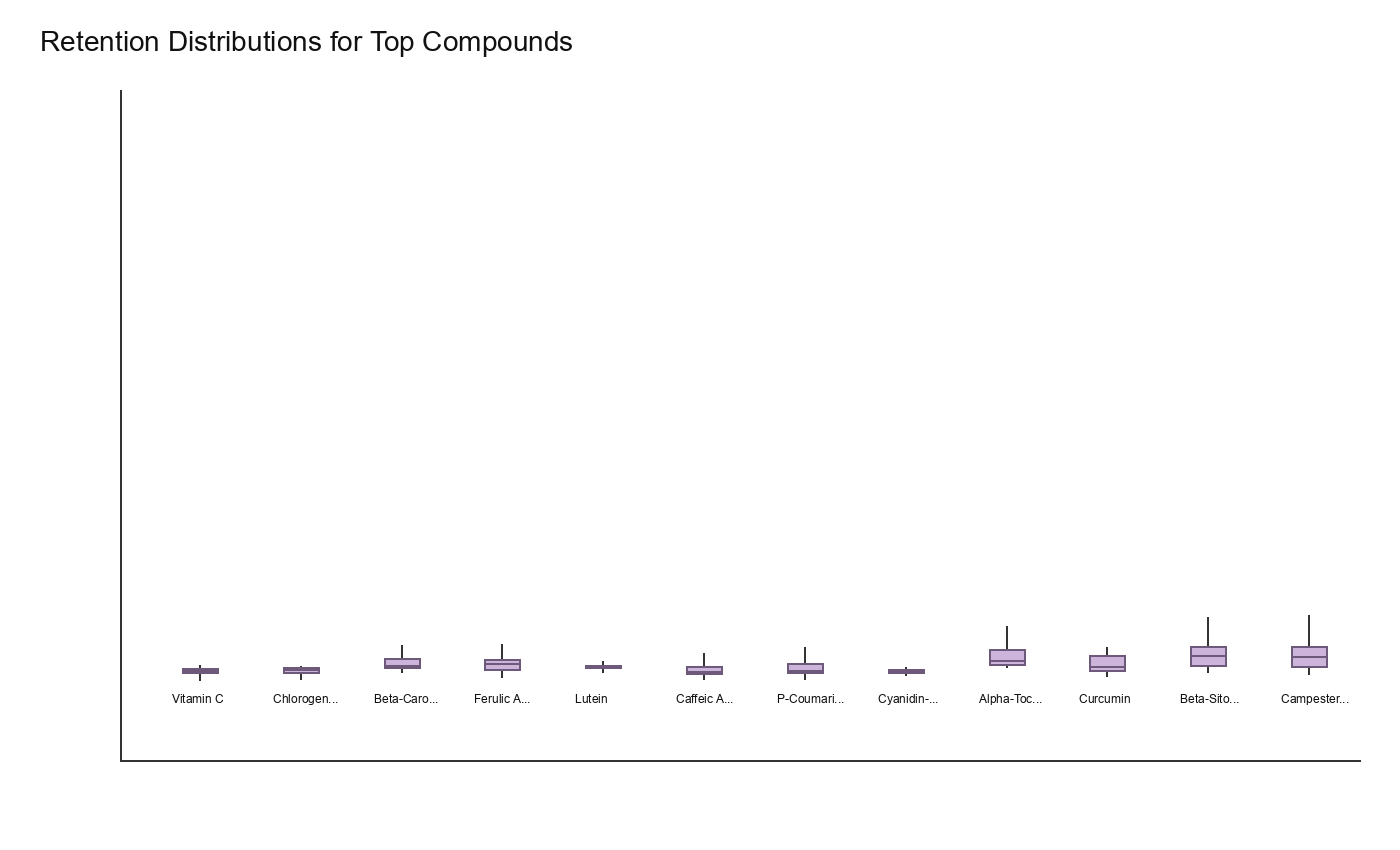 Retention Distributions for Top Compounds
Vitamin C
Chlorogen...
Beta-Caro...
Ferulic A...
Lutein
Caffeic A...
P-Coumari...
Cyanidin-...
Alpha-Toc...
Curcumin
Beta-Sito...
Campester...